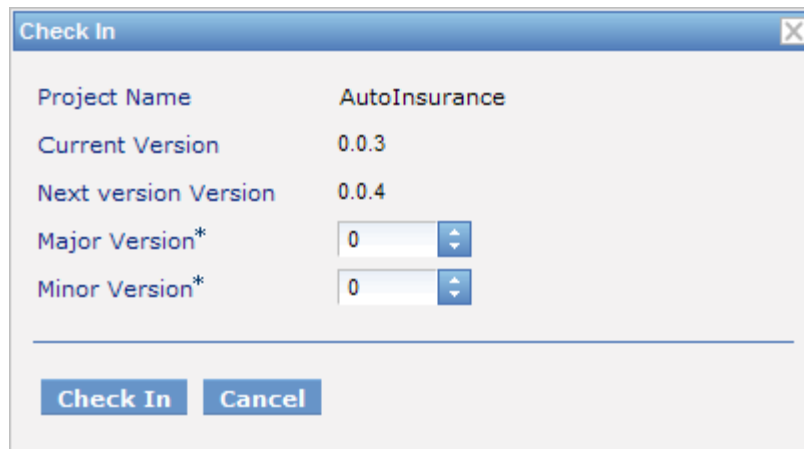 Check In
Project Name AutoInsurance
Current Version 0.0.3
Next version Version 0.0.4
Major Version* 0
Minor Version* 0
Check In Cancel